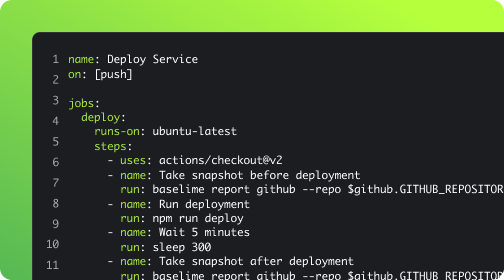 1 name: Deploy Service
2 on: [push]
3
4 jobs:
5 deploy:
6 runs-on: ubuntu-latest
7 steps:
8 - uses: actions/checkout@v2
9 - name: Take snapshot before deployment
10 run: baselime report github --repo $github.GITHUB_REPOSITOR
11 - name: Run deployment
run: npm run deploy
- name: Wait 5 minutes
run: sleep 300
- name: Take snapshot after deployment
run: baselime report github --repo $github.GITHUB_REPOSITOR